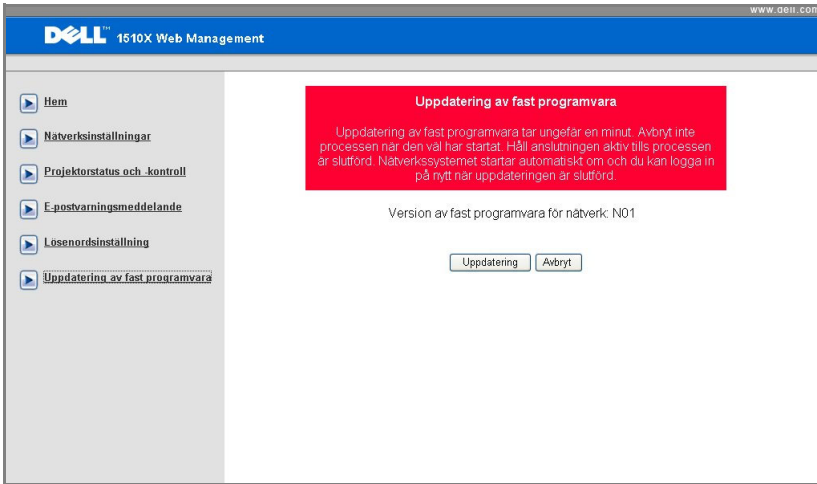 www.dell.com
DELL™ 1510X Web Management
Hem
Nätverksinställningar
Projektorstatus och -kontroll
E-postvarningsmeddelande
Lösenordsinställning
Uppdatering av fast programvara
Uppdatering av fast programvara
Uppdatering av fast programvara tar ungefär en minut. Avbryt inte
processen när den väl har startat. Håll anslutningen aktiv tills processen
är slutförd. Nätverkssystemet startar automatiskt om och du kan logga in
på nytt när uppdateringen är slutförd.
Version av fast programvara för nätverk: N01
Uppdatering
Avbryt